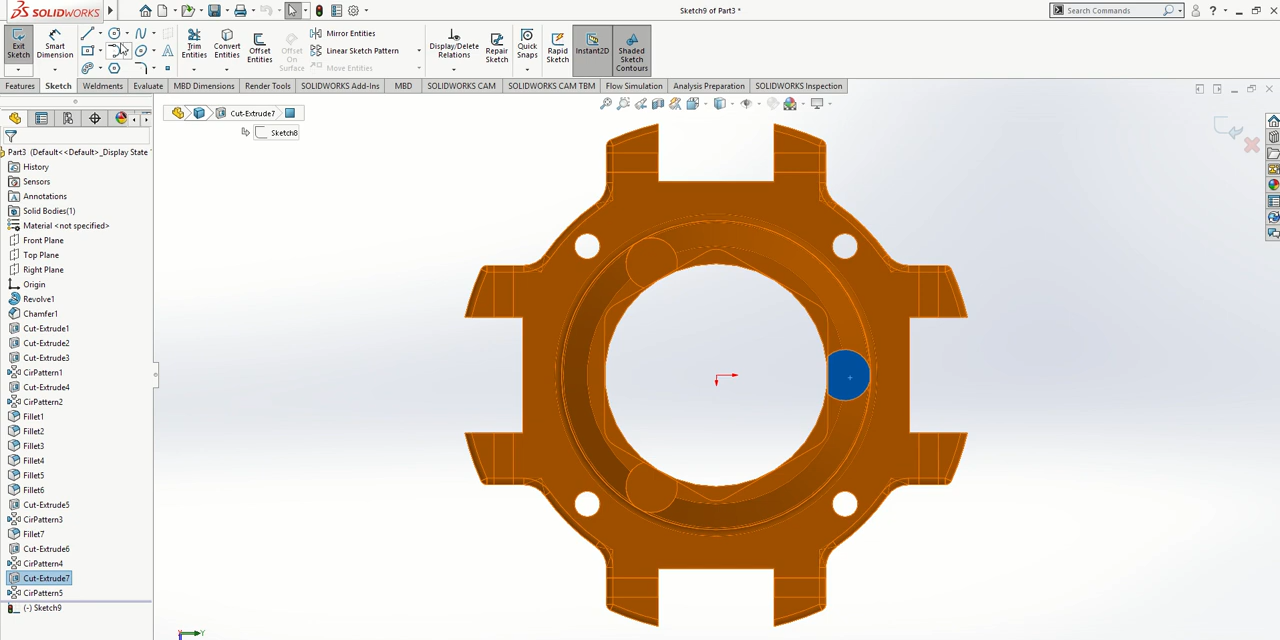 SOLIDWORKS
Sketch9 of Part3 *
Search Commands
Exit Sketch
Smart Dimension
Trim Entities
Convert Entities
Offset Entities
Offset On Surface
Mirror Entities
Linear Sketch Pattern
Move Entities
Display/Delete Relations
Repair Sketch
Quick Snaps
Rapid Sketch
Instant2D
Shaded Sketch Contours
Features
Sketch
Weldments
Evaluate
MBD Dimensions
Render Tools
SOLIDWORKS Add-Ins
MBD
SOLIDWORKS CAM
SOLIDWORKS CAM TBM
Flow Simulation
Analysis Preparation
SOLIDWORKS Inspection
Cut-Extrude7
Sketch8
Part3 (Default<<Default>_Display State
History
Sensors
Annotations
Solid Bodies(1)
Material <not specified>
Front Plane
Top Plane
Right Plane
Origin
Revolve1
Chamfer1
Cut-Extrude1
Cut-Extrude2
Cut-Extrude3
CirPattern1
Cut-Extrude4
CirPattern2
Fillet1
Fillet2
Fillet3
Fillet4
Fillet5
Fillet6
Cut-Extrude5
CirPattern3
Fillet7
Cut-Extrude6
CirPattern4
Cut-Extrude7
CirPattern5
(-) Sketch9
Y